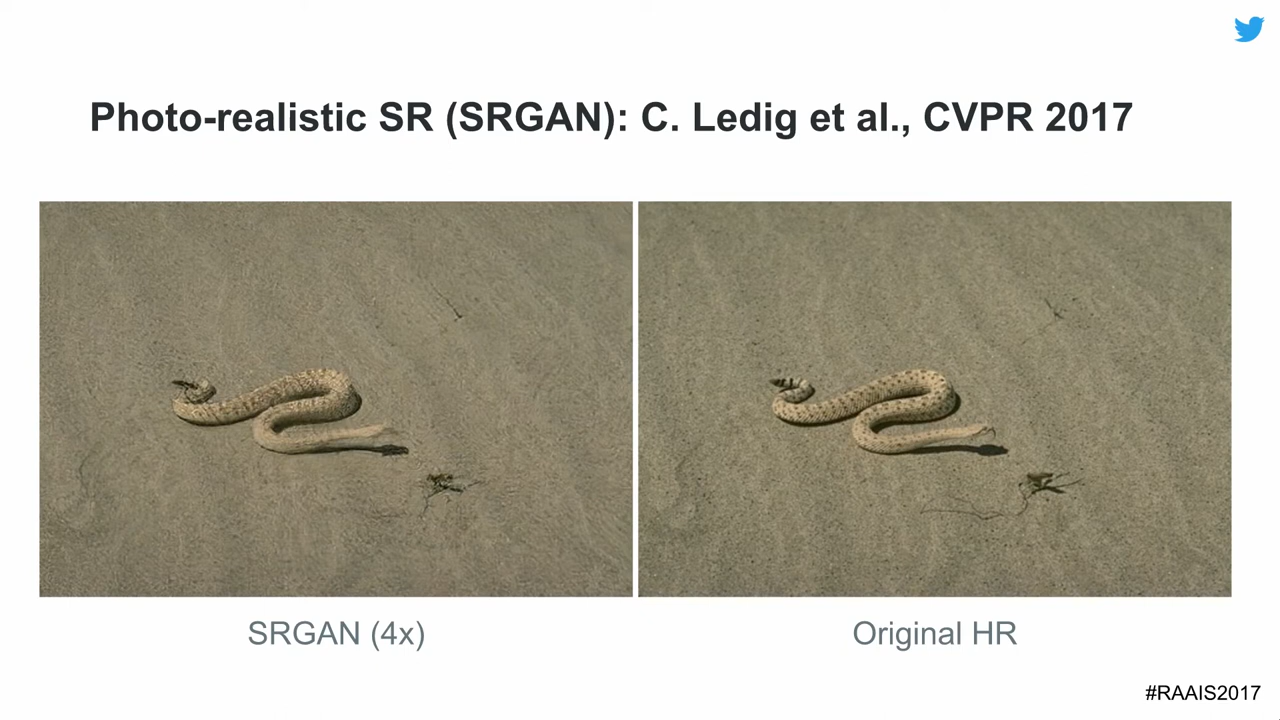 Photo-realistic SR (SRGAN): C. Ledig et al., CVPR 2017
SRGAN (4x)
Original HR
#RAAIS2017